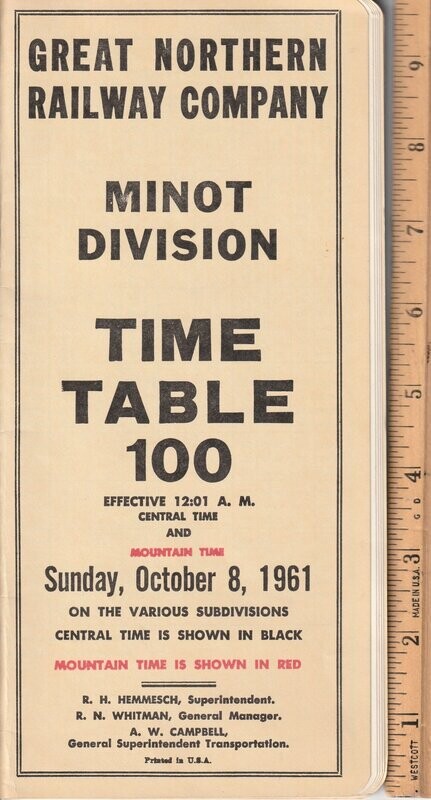 GREAT NORTHERN
RAILWAY COMPANY
MINOT
DIVISION
TIME
TABLE
100
EFFECTIVE 12:01 A. M.
CENTRAL TIME
AND
MOUNTAIN TIME
Sunday, October 8, 1961
ON THE VARIOUS SUBDIVISIONS
CENTRAL TIME IS SHOWN IN BLACK
MOUNTAIN TIME IS SHOWN IN RED
R. H. HEMMESCH, Superintendent.
R. N. WHITMAN, General Manager.
A. W. CAMPBELL,
General Superintendent Transportation.
Printed in U.S.A.
9
8
7
6
5
4
3
2
1
G D
MADE IN U.S.A.
WESTCOTT